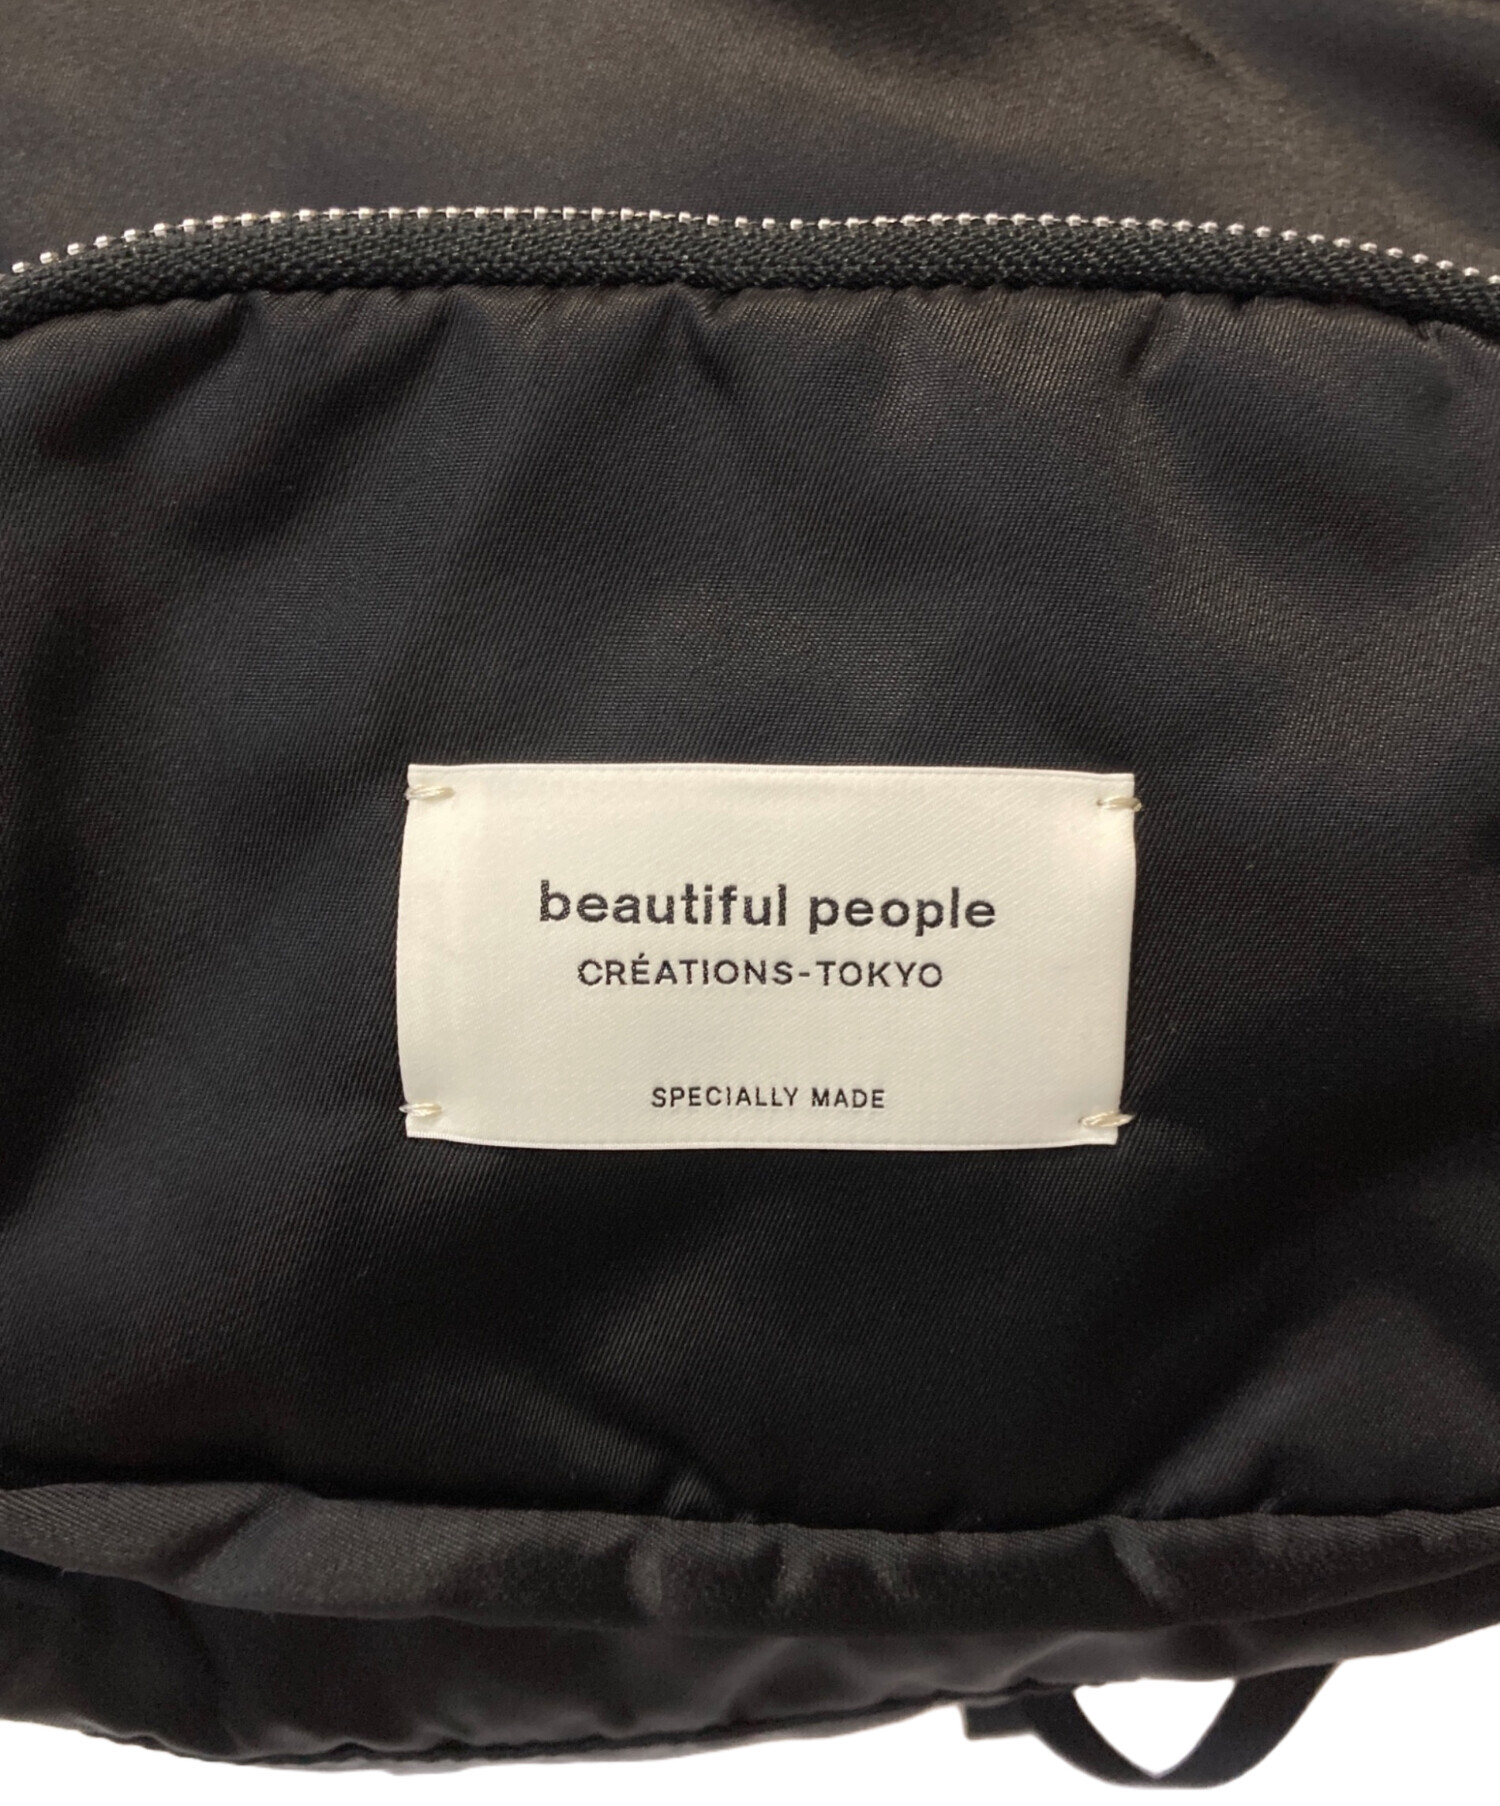 beautiful people
CRÉATIONS-TOKYO
SPECIALLY MADE